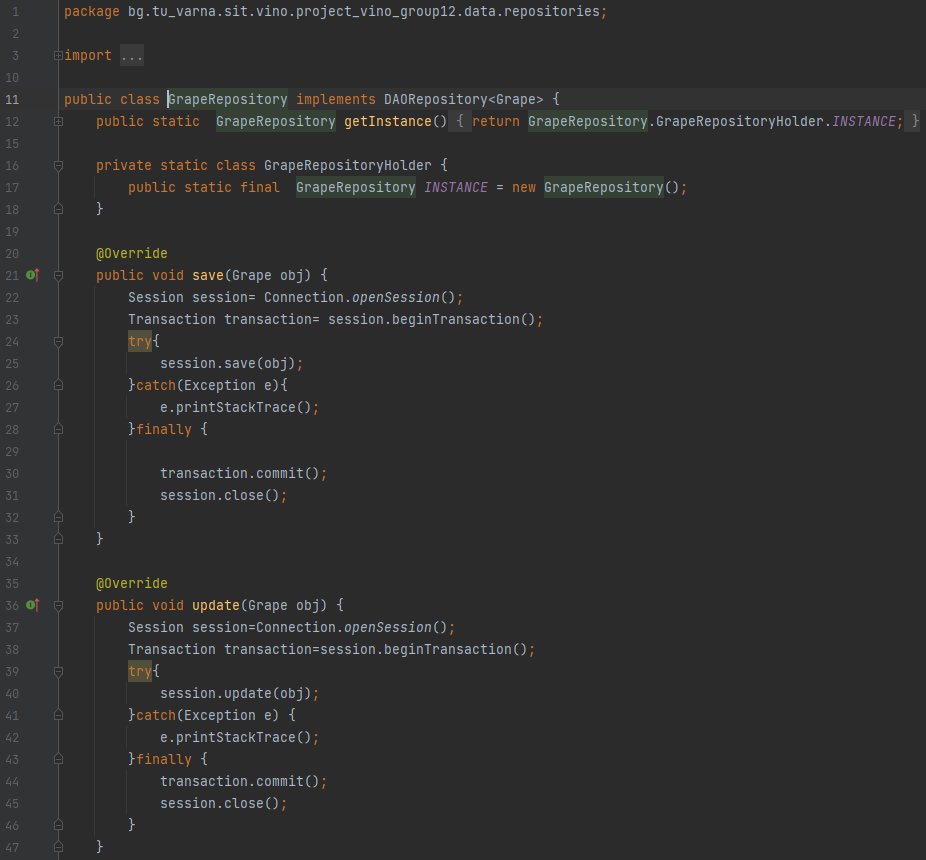 1 package bg.tu_varna.sit.vino.project_vino_group12.data.repositories;
2
3 import ...
10
11 public class GrapeRepository implements DAORepository<Grape> {
12 public static GrapeRepository getInstance() { return GrapeRepository.GrapeRepositoryHolder.INSTANCE; }
15
16 private static class GrapeRepositoryHolder {
17 public static final GrapeRepository INSTANCE = new GrapeRepository();
18 }
19
20 @Override
21 public void save(Grape obj) {
22 Session session= Connection.openSession();
23 Transaction transaction= session.beginTransaction();
24 try{
25 session.save(obj);
26 }catch(Exception e){
27 e.printStackTrace();
28 }finally {
29
30 transaction.commit();
31 session.close();
32 }
33 }
34
35 @Override
36 public void update(Grape obj) {
37 Session session=Connection.openSession();
38 Transaction transaction=session.beginTransaction();
39 try{
40 session.update(obj);
41 }catch(Exception e) {
42 e.printStackTrace();
43 }finally {
44 transaction.commit();
45 session.close();
46 }
47 }